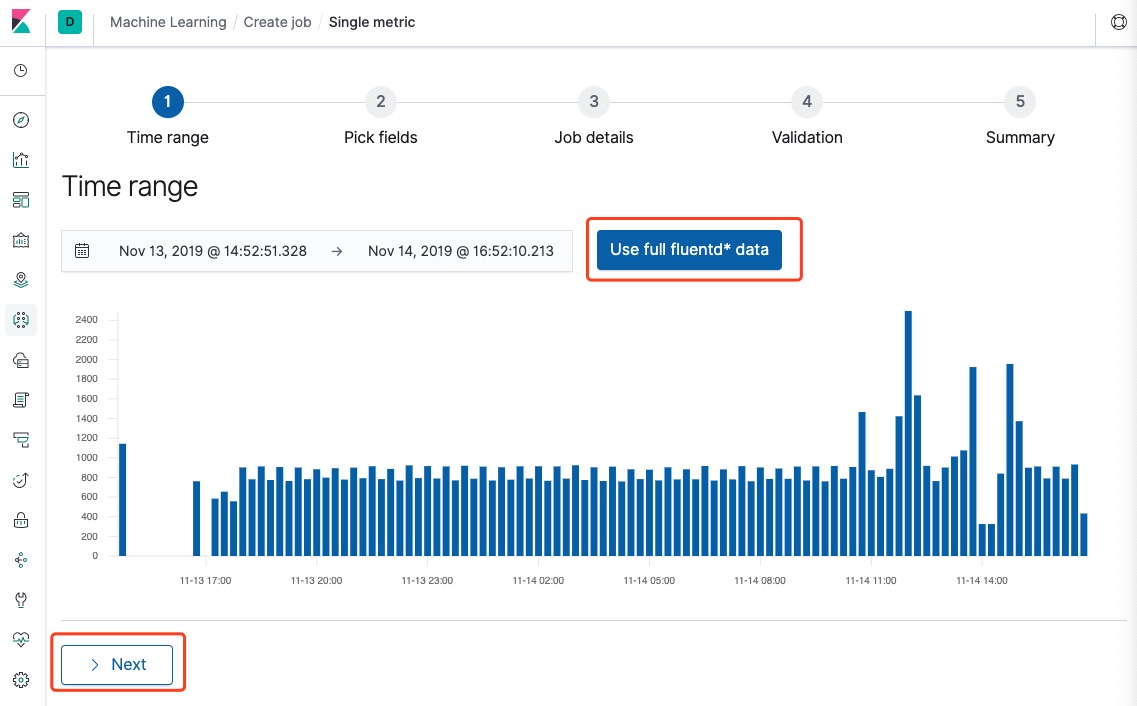 D Machine Learning / Create job / Single metric
1 2 3 4 5
Time range Pick fields Job details Validation Summary
Time range
Nov 13, 2019 @ 14:52:51.328 → Nov 14, 2019 @ 16:52:10.213 Use full fluentd* data
2400
2200
2000
1800
1600
1400
1200
1000
800
600
400
200
0
11-13 17:00 11-13 20:00 11-13 23:00 11-14 02:00 11-14 05:00 11-14 08:00 11-14 11:00 11-14 14:00
Next